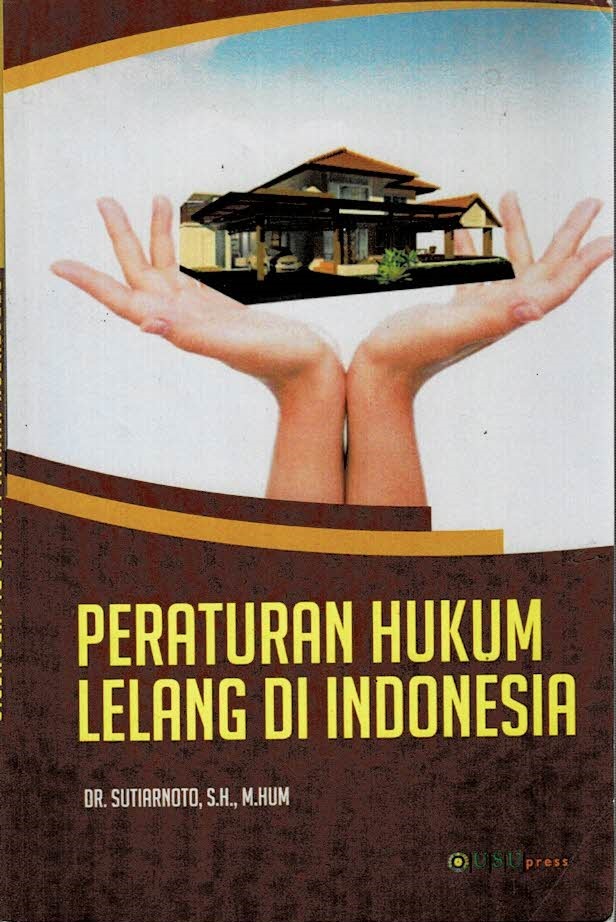 PERATURAN HUKUM
LELANG DI INDONESIA
DR. SUTIARNOTO, S.H., M.HUM
USU press